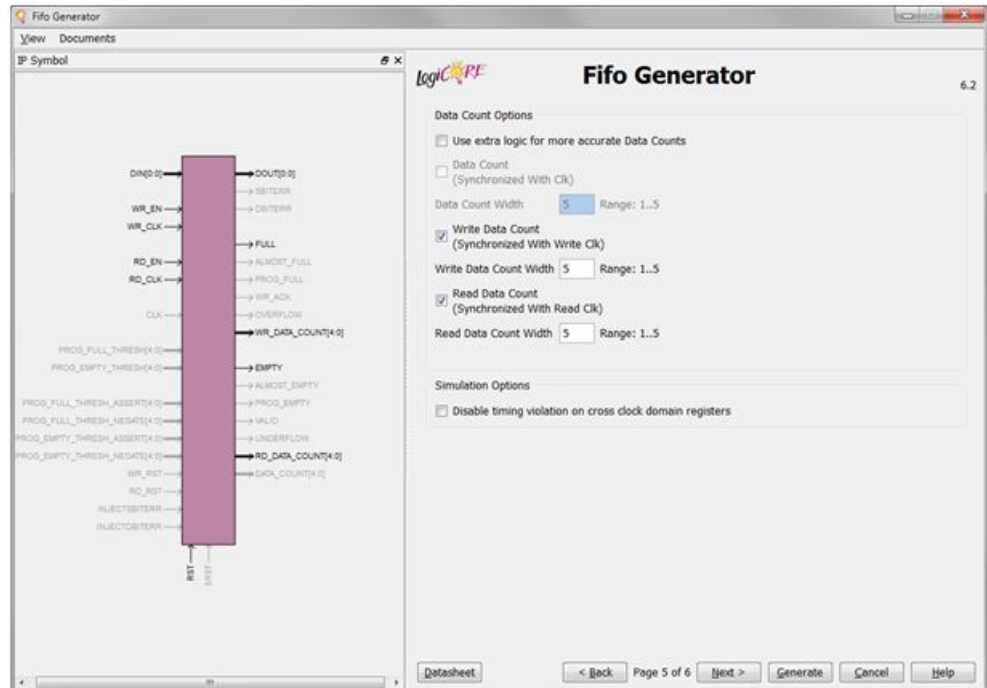 Fifo Generator
View Documents
IP Symbol
DIN[0:0]
WR_EN
WR_CLK
RD_EN
RD_CLK
CLK
PROG_FULL_THRESH[4:0]
PROG_EMPTY_THRESH[4:0]
PROG_FULL_THRESH_ASSERT[4:0]
PROG_FULL_THRESH_NEGATE[4:0]
PROG_EMPTY_THRESH_ASSERT[4:0]
PROG_EMPTY_THRESH_NEGATE[4:0]
WR_RST
RD_RST
INJECTSBITERR
INJECTDBITERR
DOUT[0:0]
SBITERR
DBITERR
FULL
ALMOST_FULL
PROG_FULL
WR_ACK
OVERFLOW
WR_DATA_COUNT[4:0]
EMPTY
ALMOST_EMPTY
PROG_EMPTY
VALID
UNDERFLOW
RD_DATA_COUNT[4:0]
DATA_COUNT[4:0]
RST
SRST
LogiCORE
Fifo Generator
6.2
Data Count Options
Use extra logic for more accurate Data Counts
Data Count
(Synchronized With Clk)
Data Count Width 5 Range: 1..5
Write Data Count
(Synchronized With Write Clk)
Write Data Count Width 5 Range: 1..5
Read Data Count
(Synchronized With Read Clk)
Read Data Count Width 5 Range: 1..5
Simulation Options
Disable timing violation on cross clock domain registers
Datasheet < Back Page 5 of 6 Next > Generate Cancel Help